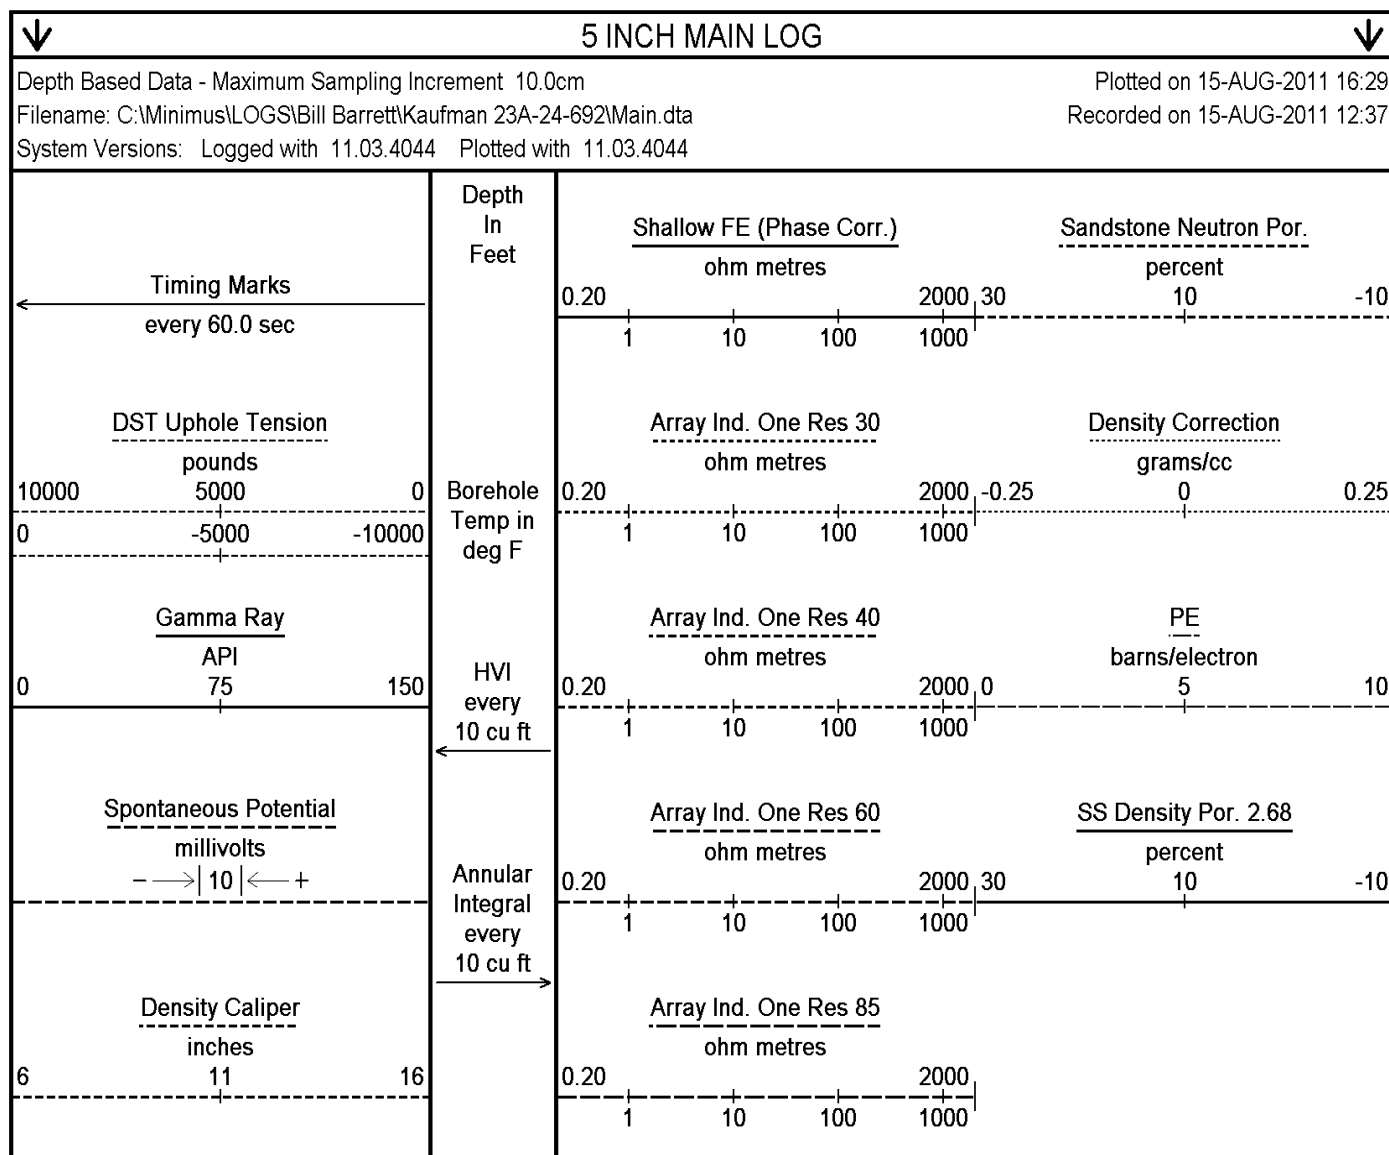 5 INCH MAIN LOG
Depth Based Data - Maximum Sampling Increment 10.0cm
Plotted on 15-AUG-2011 16:29
Filename: C:\Minimus\LOGS\Bill Barrett\Kaufman 23A-24-692\Main.dta
Recorded on 15-AUG-2011 12:37
System Versions: Logged with 11.03.4044 Plotted with 11.03.4044
Timing Marks
every 60.0 sec
DST Uphole Tension
pounds
10000 5000 0
0 -5000 -10000
Gamma Ray
API
0 75 150
Spontaneous Potential
millivolts
- 10 +
Density Caliper
inches
6 11 16
Depth
In
Feet
Borehole
Temp in
deg F
HVI
every
10 cu ft
Annular
Integral
every
10 cu ft
Shallow FE (Phase Corr.)
ohm metres
0.20 2000
1 10 100 1000
Array Ind. One Res 30
ohm metres
0.20 2000
1 10 100 1000
Array Ind. One Res 40
ohm metres
0.20 2000
1 10 100 1000
Array Ind. One Res 60
ohm metres
0.20 2000
1 10 100 1000
Array Ind. One Res 85
ohm metres
0.20 2000
1 10 100 1000
Sandstone Neutron Por.
percent
30 10 -10
Density Correction
grams/cc
-0.25 0 0.25
PE
barns/electron
0 5 10
SS Density Por. 2.68
percent
30 10 -10